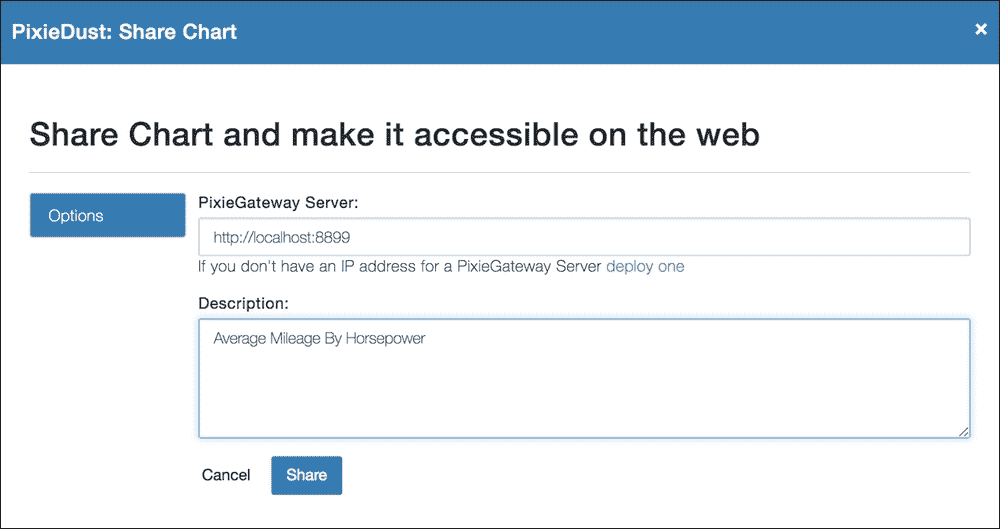 PixieDust: Share Chart
×
Share Chart and make it accessible on the web
Options
PixieGateway Server:
http://localhost:8899
If you don't have an IP address for a PixieGateway Server deploy one
Description:
Average Mileage By Horsepower
Cancel Share